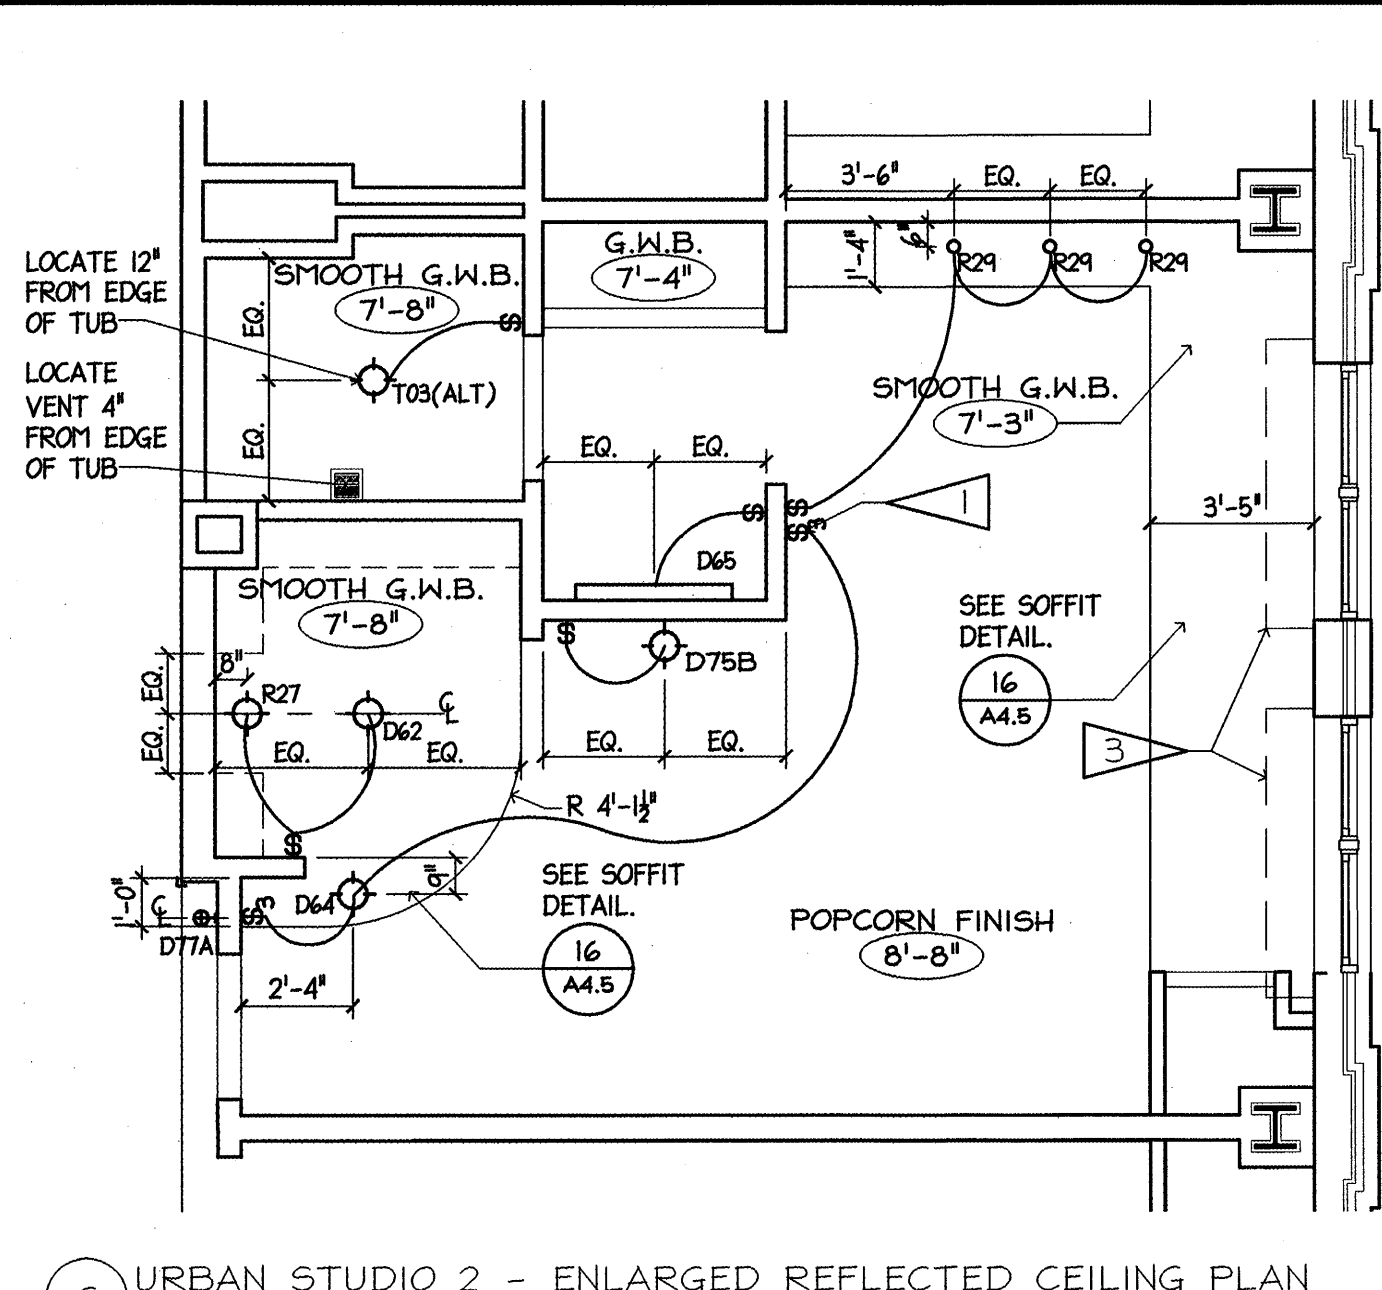 3'-6"
EQ.
EQ.
LOCATE 12"
FROM EDGE
OF TUB
SMOOTH G.W.B.
7'-8"
G.W.B.
7'-4"
1'-4"
6"
R29
R29
R29
EQ.
$
T03(ALT)
LOCATE
VENT 4"
FROM EDGE
OF TUB
EQ.
SMOOTH G.W.B.
7'-3"
EQ.
EQ.
$
$
$3
1
3'-5"
D65
SMOOTH G.W.B.
7'-8"
$
D75B
SEE SOFFIT
DETAIL.
16
A4.5
8"
EQ.
EQ.
R27
D62
℄
EQ.
EQ.
EQ.
EQ.
3
R 4'-1½"
$
9"
1'-0"
℄
D77A
$3
D64
SEE SOFFIT
DETAIL.
16
A4.5
POPCORN FINISH
8'-8"
2'-4"
URBAN STUDIO 2 - ENLARGED REFLECTED CEILING PLAN